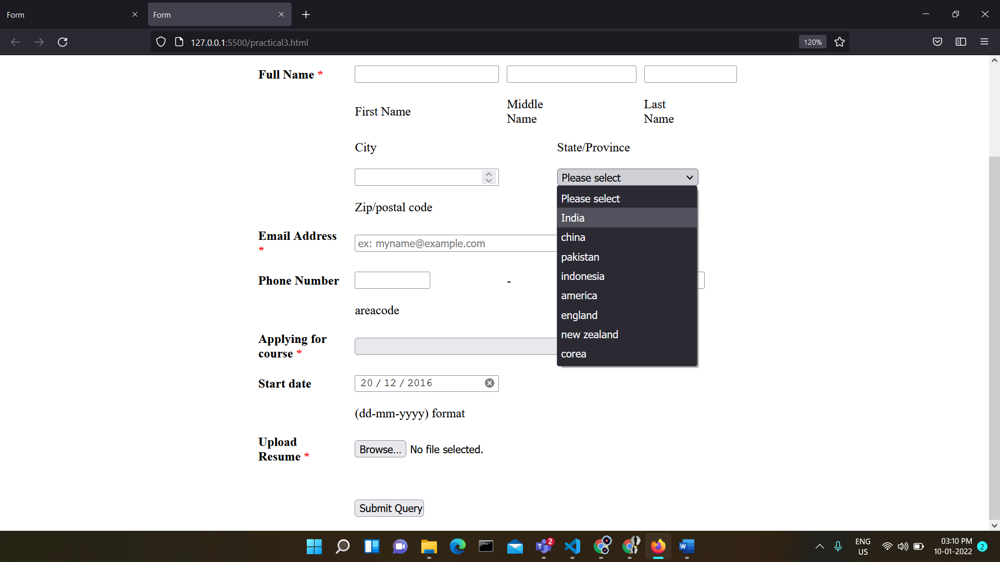 Form
Form
127.0.0.1:5500/practical3.html
120%
Full Name *
First Name
Middle
Name
Last
Name
City
State/Province
Please select
Please select
India
china
pakistan
indonesia
america
england
new zealand
corea
Zip/postal code
Email Address
*
ex: myname@example.com
Phone Number
-
areacode
Applying for
course *
Start date
20 / 12 / 2016
(dd-mm-yyyy) format
Upload
Resume *
Browse... No file selected.
Submit Query
2
ENG
US
03:10 PM
10-01-2022
2